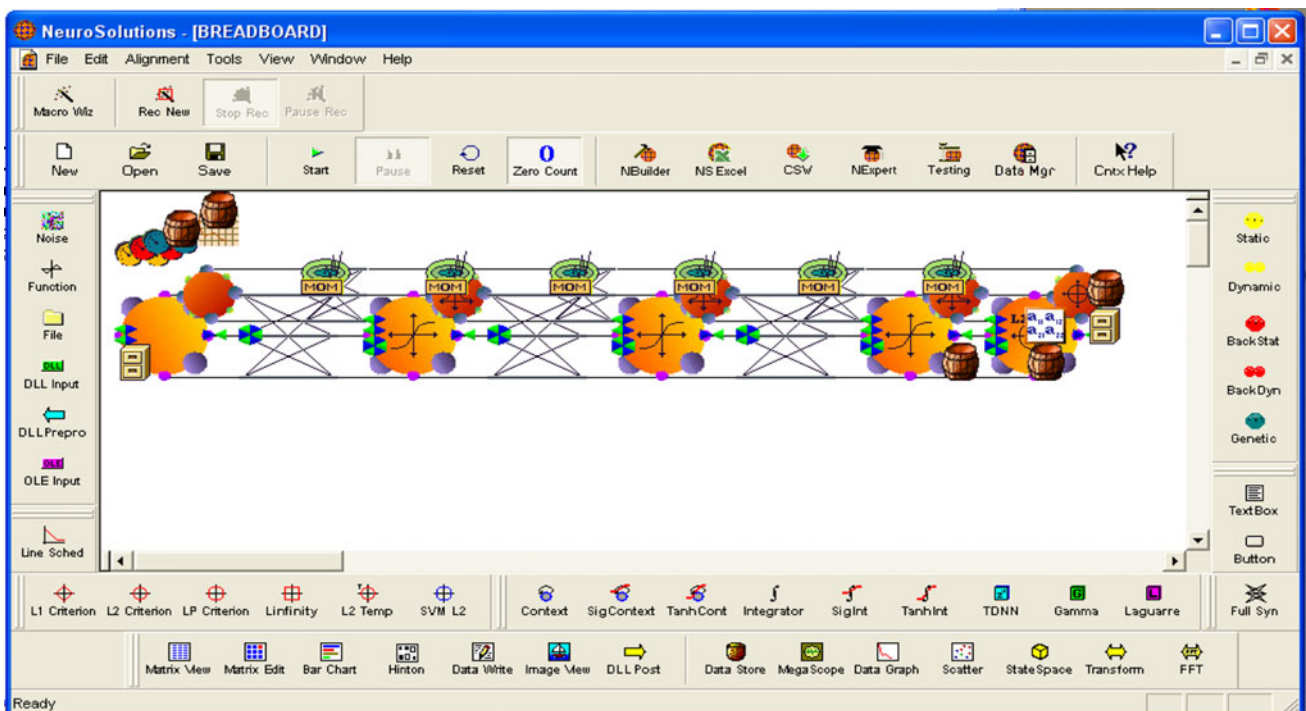 NeuroSolutions - [BREADBOARD]
File Edit Alignment Tools View Window Help
Macro Wiz Rec New Stop Rec Pause Rec
New Open Save Start Pause Reset 0 Zero Count NBuilder NS Excel CSV NExpert Testing Data Mgr Cntx Help
Noise
Function
File
DLL
DLL Input
DLLPrepro
OLE
OLE Input
Line Sched
MOM MOM MOM MOM MOM MOM
Static
Dynamic
BackStat
BackDyn
Genetic
TextBox
Button
L1 Criterion L2 Criterion LP Criterion Linfinity L2 Temp SVM L2 Context SigContext TanhCont Integrator SigInt TanhInt TDNN Gamma Laguarre Full Syn
Matrix View Matrix Edit Bar Chart Hinton Data Write Image View DLL Post Data Store MegaScope Data Graph Scatter StateSpace Transform FFT
Ready